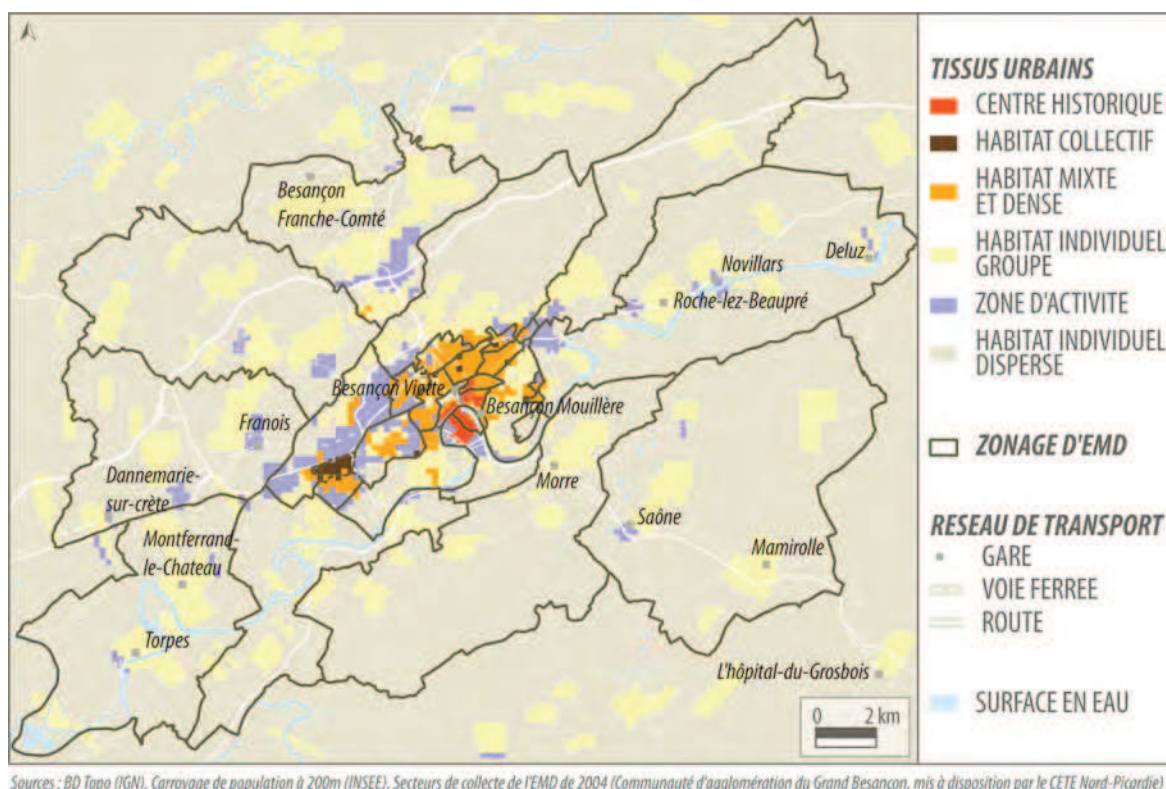 Besançon
Franche-Comté
Deluz
Novillars
Roche-lez-Beaupré
Besançon Viotte
Besançon Mouillère
Franois
Morre
Dannemarie-
sur-crète
Saône
Montferrand-
le-Chateau
Mamirolle
Torpes
L'hôpital-du-Grosbois
0 2 km
TISSUS URBAINS
CENTRE HISTORIQUE
HABITAT COLLECTIF
HABITAT MIXTE
ET DENSE
HABITAT INDIVIDUEL
GROUPE
ZONE D'ACTIVITE
HABITAT INDIVIDUEL
DISPERSE
ZONAGE D'EMD
RESEAU DE TRANSPORT
GARE
VOIE FERREE
ROUTE
SURFACE EN EAU
Sources : BD Topo (IGN), Carroyage de population à 200m (INSEE), Secteurs de collecte de l'EMD de 2004 (Communauté d'agglomération du Grand Besançon, mis à disposition par le CETE Nord-Picardie)